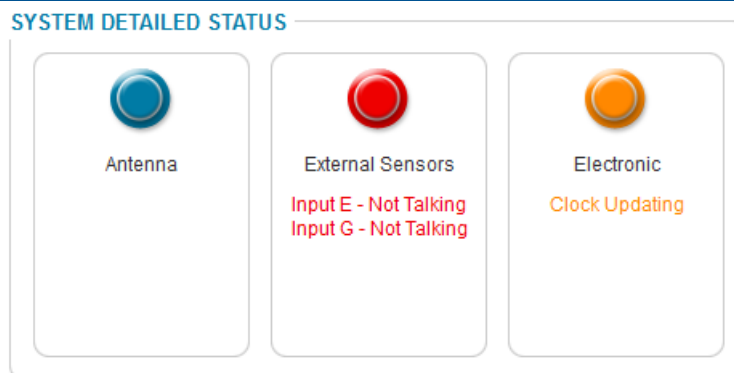 SYSTEM DETAILED STATUS
Antenna
External Sensors
Input E - Not Talking
Input G - Not Talking
Electronic
Clock Updating